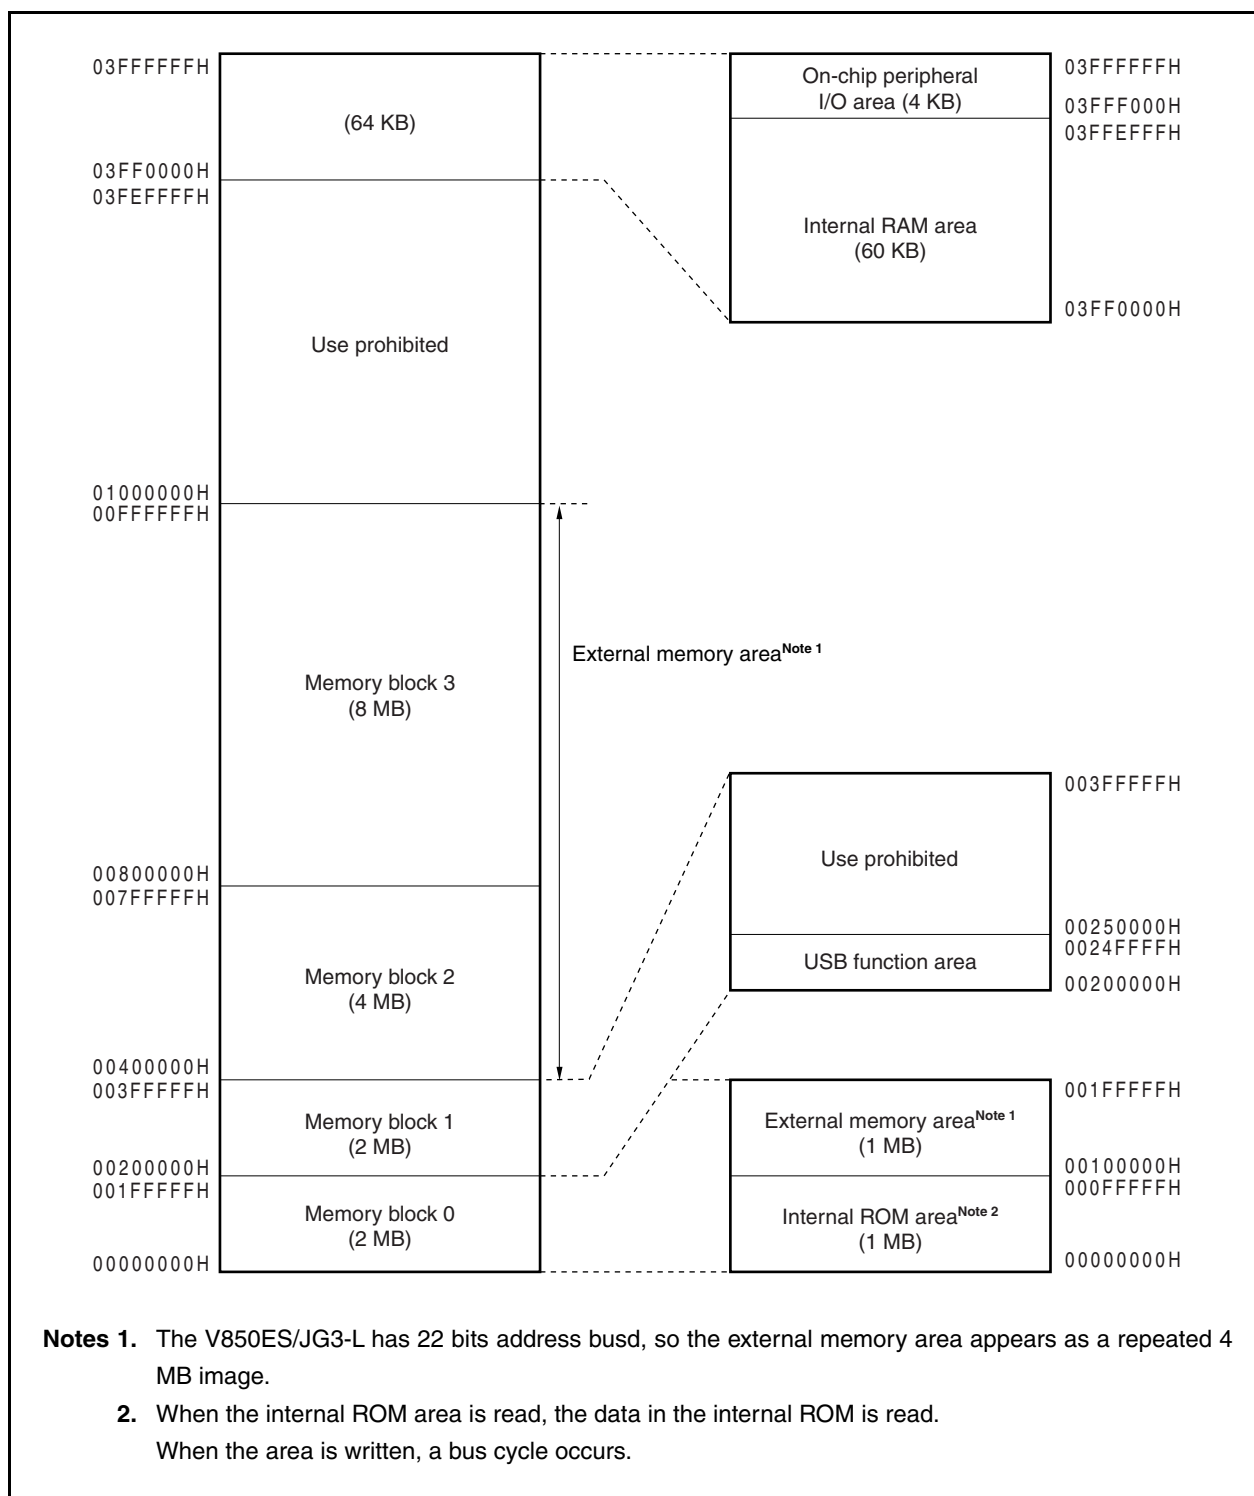 03FFFFFFH
(64 KB)
03FF0000H
03FEFFFFH
Use prohibited
01000000H
00FFFFFFH
Memory block 3
(8 MB)
00800000H
007FFFFFH
Memory block 2
(4 MB)
00400000H
003FFFFFH
Memory block 1
(2 MB)
00200000H
001FFFFFH
Memory block 0
(2 MB)
00000000H
External memory areaNote 1
On-chip peripheral
I/O area (4 KB)
03FFFFFFH
03FFF000H
03FFEFFFH
Internal RAM area
(60 KB)
03FF0000H
003FFFFFH
Use prohibited
00250000H
0024FFFFH
USB function area
00200000H
001FFFFFH
External memory areaNote 1
(1 MB)
00100000H
000FFFFFH
Internal ROM areaNote 2
(1 MB)
00000000H
Notes 1. The V850ES/JG3-L has 22 bits address busd, so the external memory area appears as a repeated 4
MB image.
2. When the internal ROM area is read, the data in the internal ROM is read.
When the area is written, a bus cycle occurs.